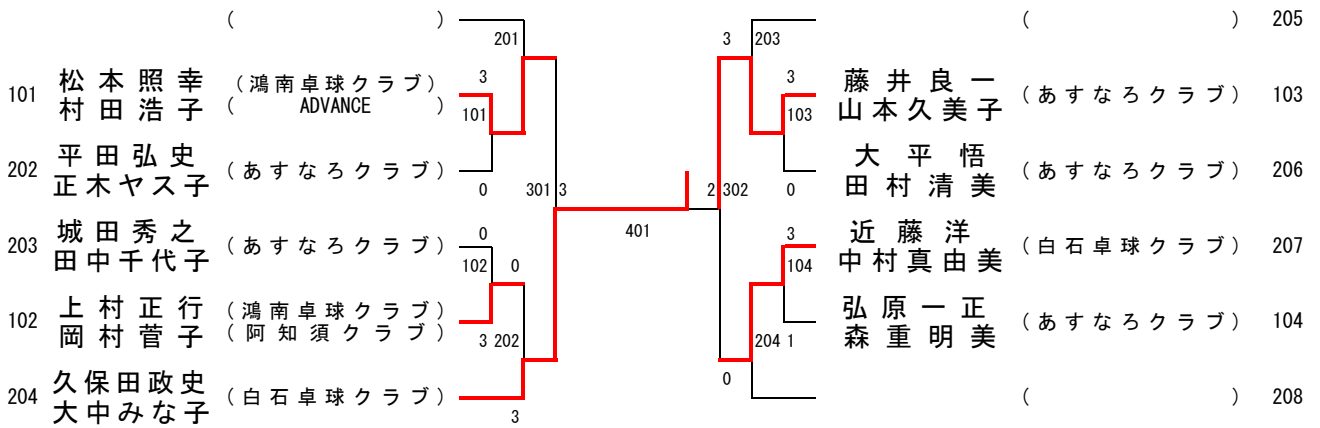 ( ) ( ) 205
201 3 203
101 松本照幸 (鴻南卓球クラブ) 3 3 藤井良一 (あすなろクラブ) 103
村田浩子 ( ADVANCE ) 101 103 山本久美子
202 平田弘史 (あすなろクラブ) 大平悟 (あすなろクラブ) 206
正木ヤス子 0 301 3 2 302 0 田村清美
401
203 城田秀之 (あすなろクラブ) 0 3 近藤洋 (白石卓球クラブ) 207
田中千代子 102 0 104 中村真由美
102 上村正行 (鴻南卓球クラブ) 弘原一正 (あすなろクラブ) 104
岡村菅子 (阿知須クラブ) 3 202 204 1 森重明美
0
204 久保田政史 (白石卓球クラブ) ( ) 208
大中みな子 3